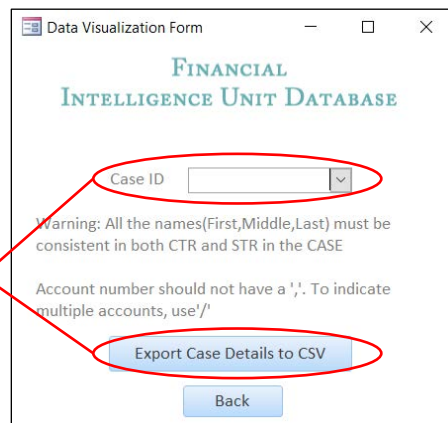 Data Visualization Form
FINANCIAL
INTELLIGENCE UNIT DATABASE
Case ID
Warning: All the names(First,Middle,Last) must be
consistent in both CTR and STR in the CASE
Account number should not have a ','. To indicate
multiple accounts, use'/'
Export Case Details to CSV
Back